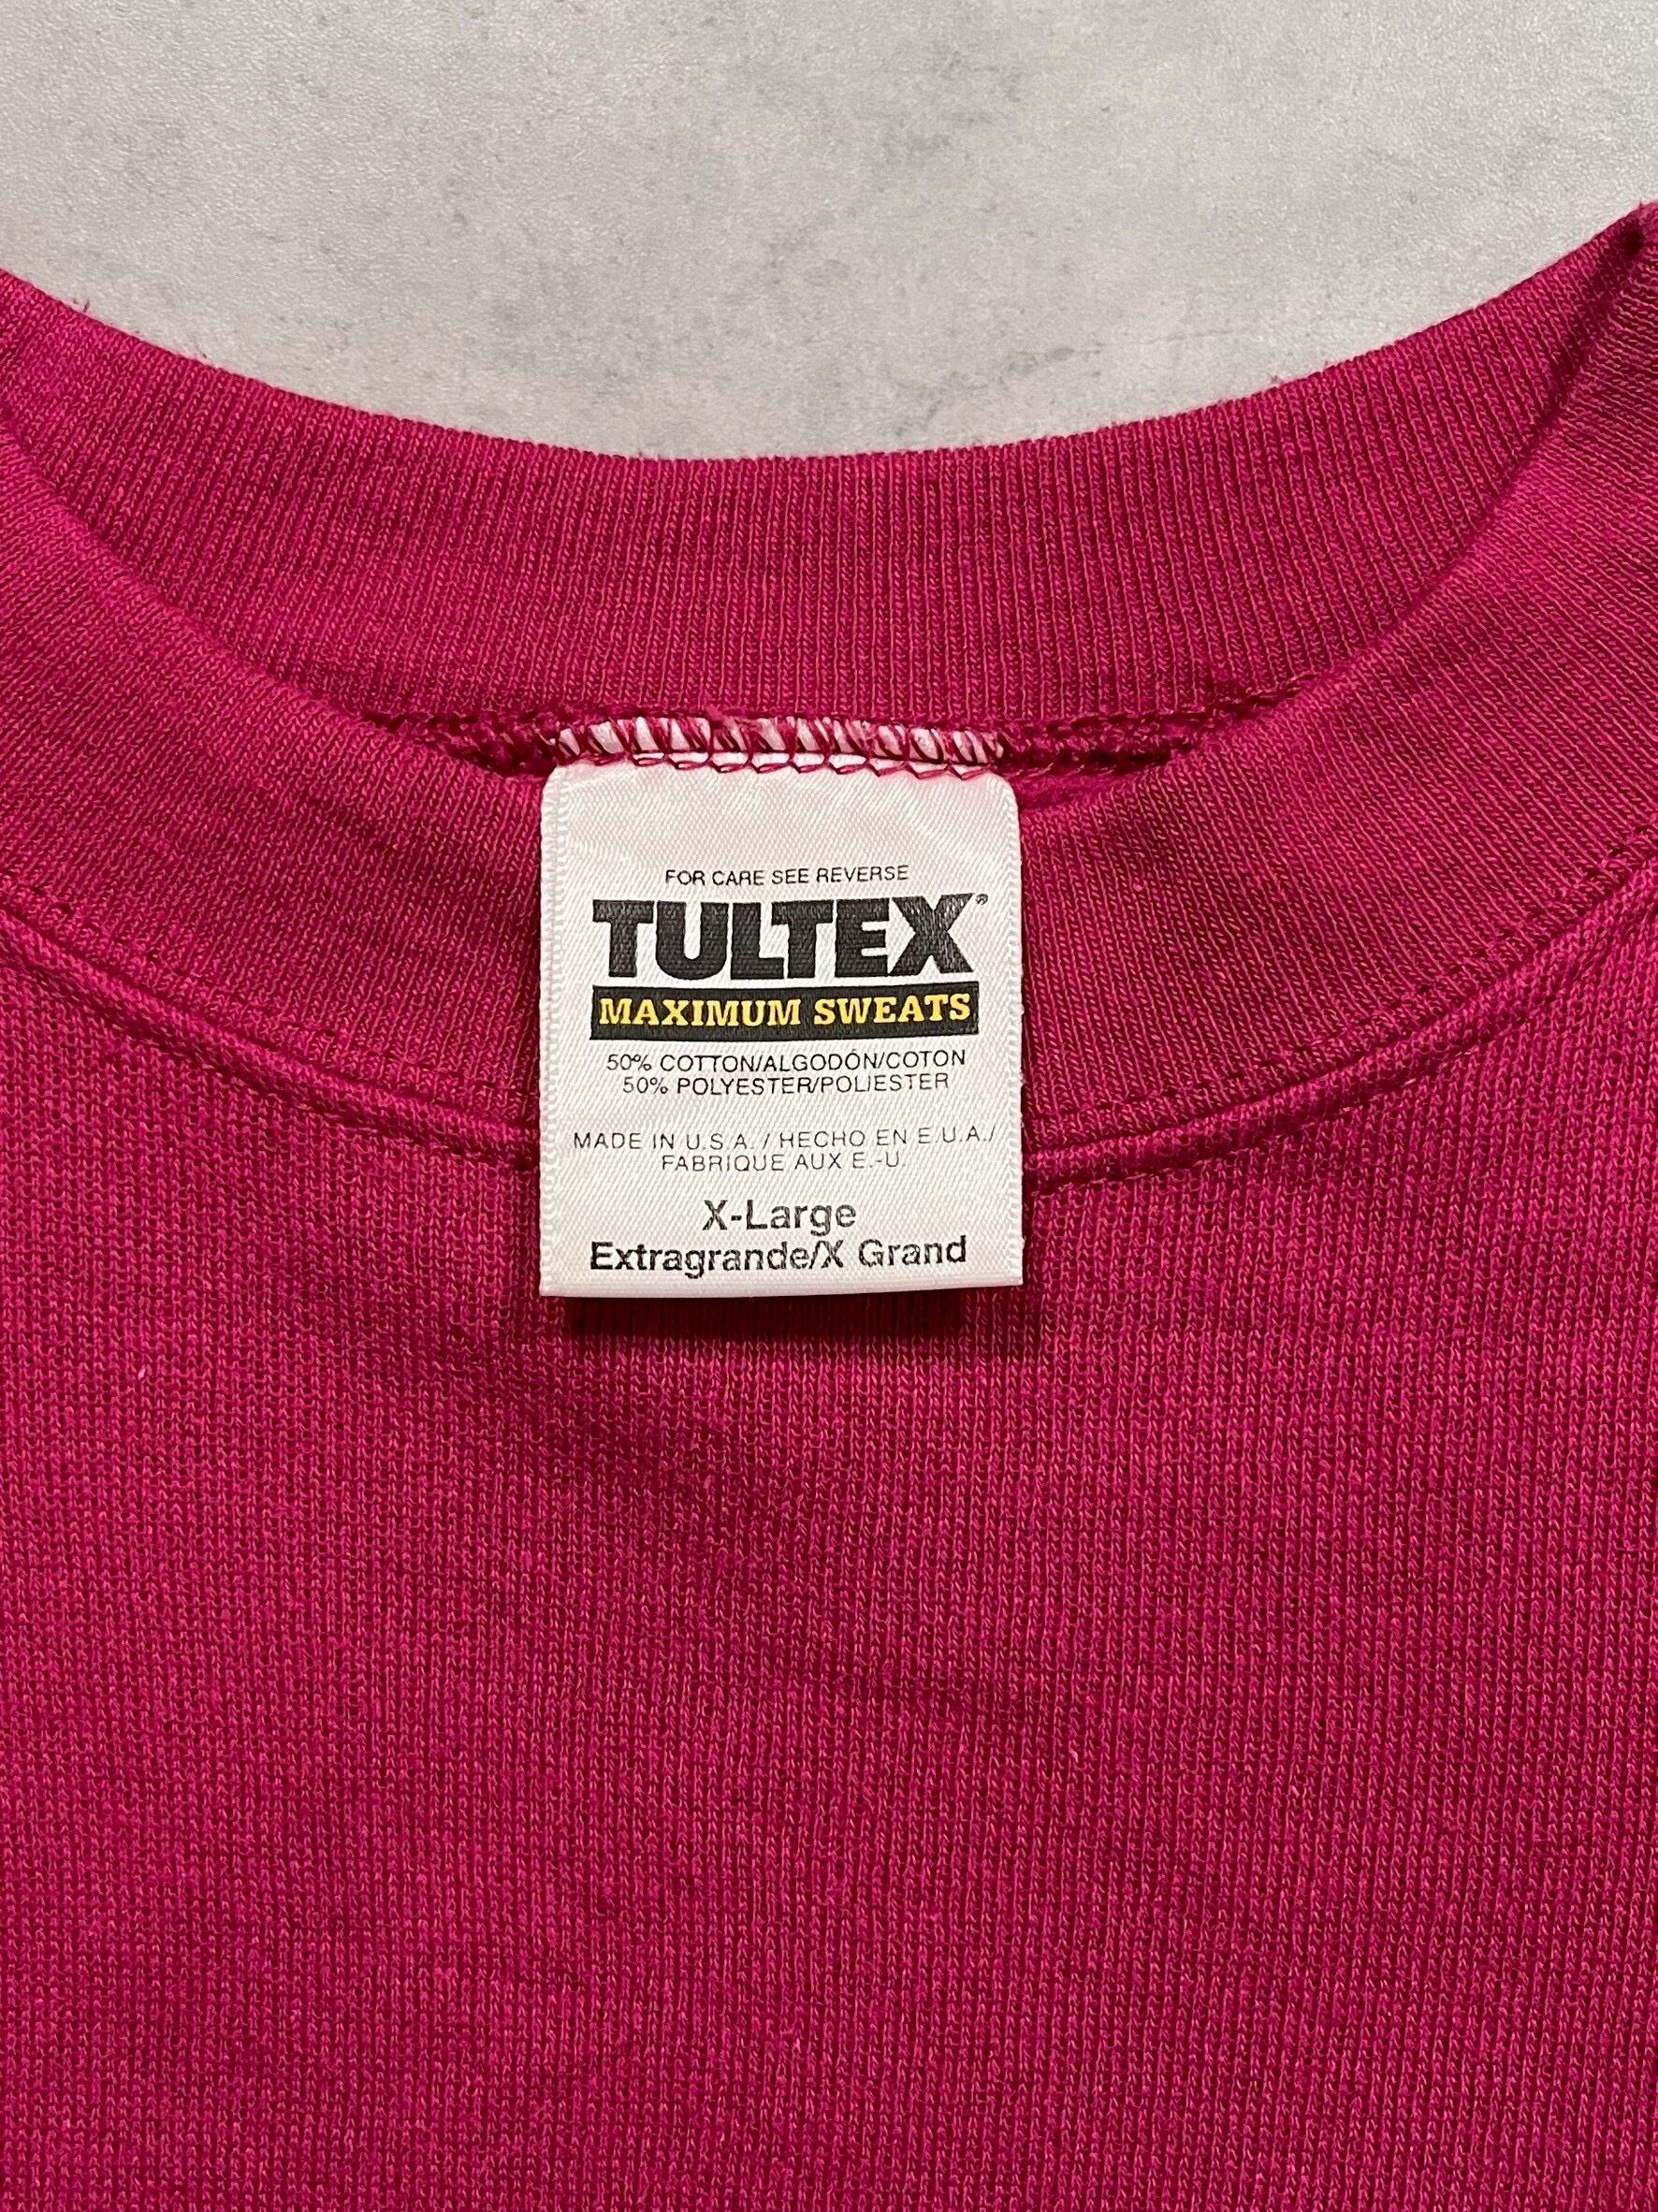 FOR CARE SEE REVERSE
TULTEX®
MAXIMUM SWEATS
50% COTTON/ALGODÓN/COTON
50% POLYESTER/POLIESTER
MADE IN U.S.A./HECHO EN E.U.A./
FABRIQUE AUX E.-U.
X-Large
Extragrande/X Grand